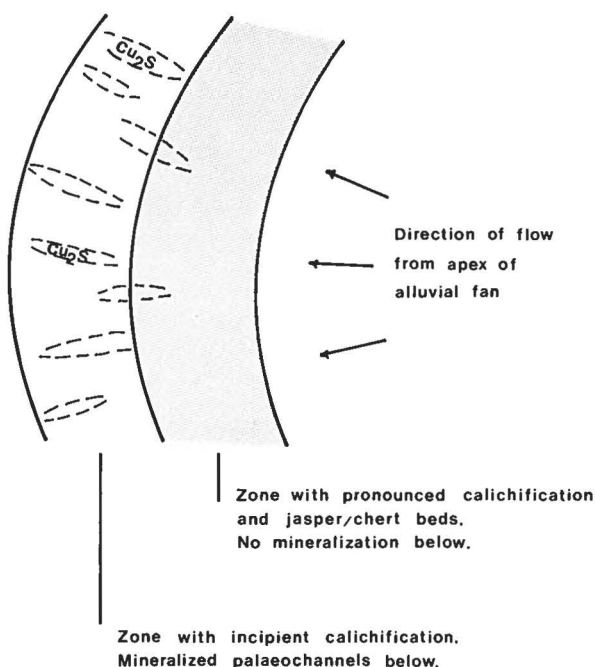 Cu₂S
Cu₂S
Direction of flow
from apex of
alluvial fan
Zone with pronounced calichification
and jasper/chert beds.
No mineralization below.
Zone with incipient calichification.
Mineralized palaeochannels below.